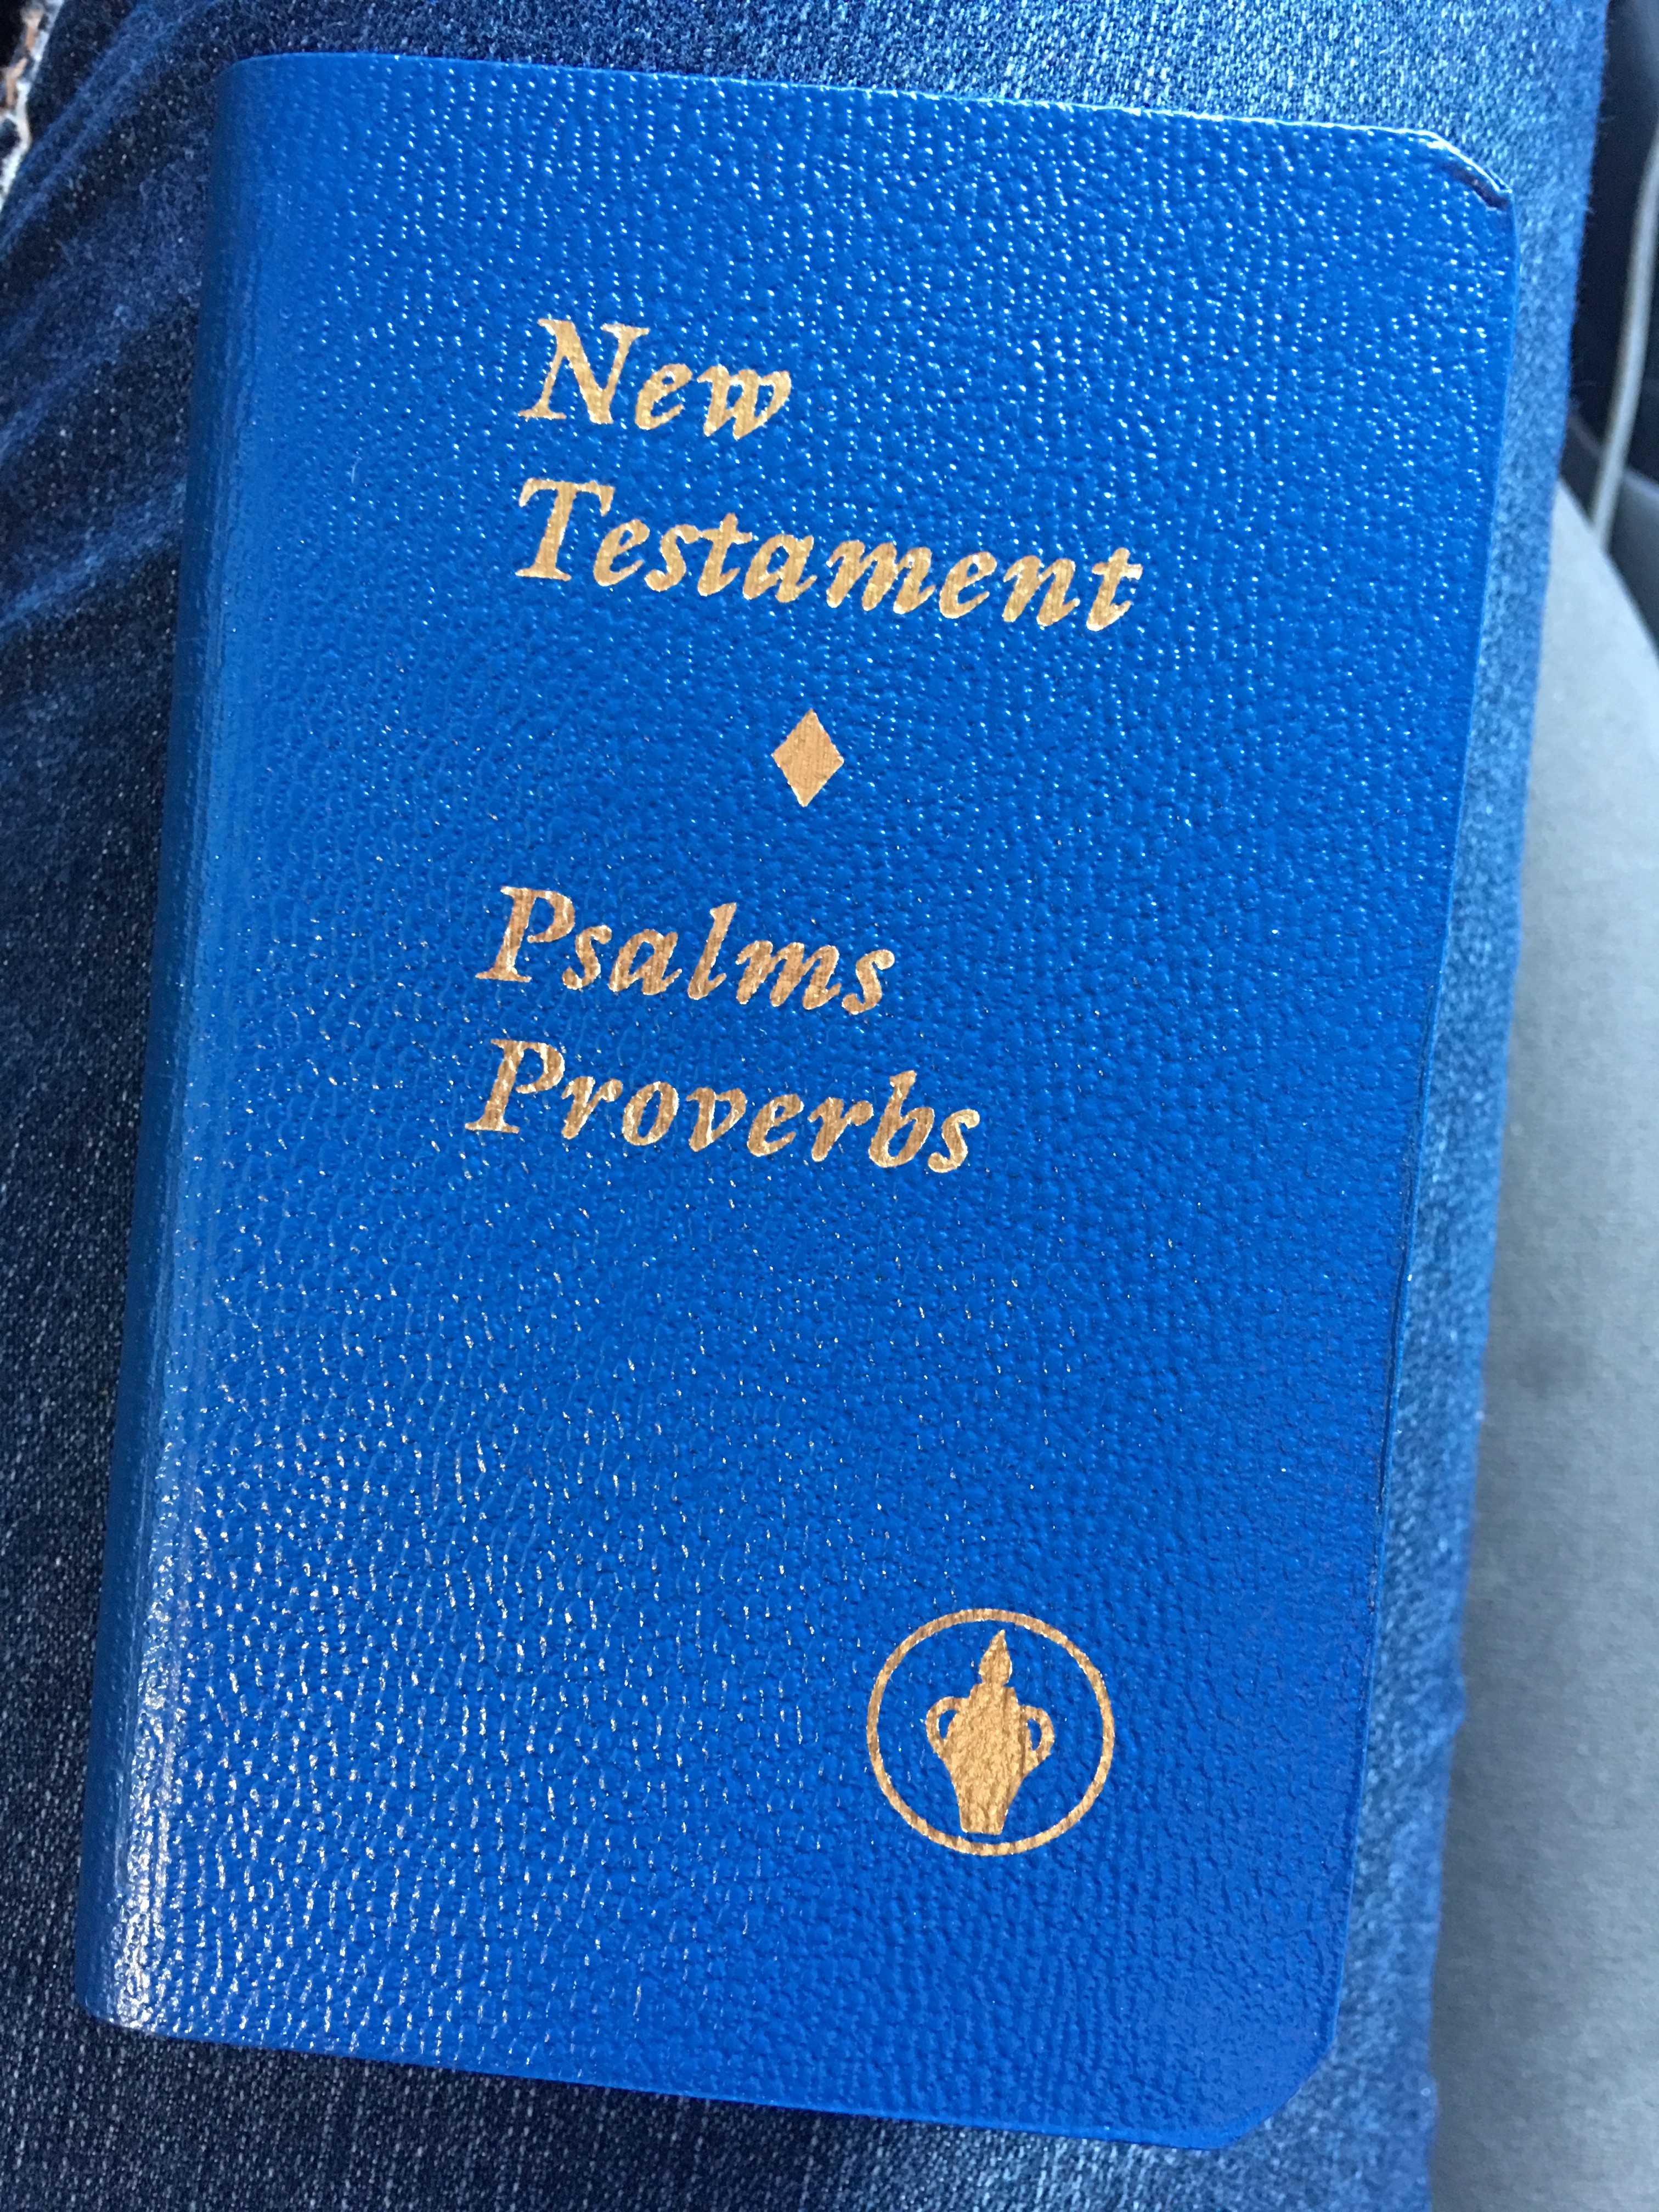 New
Testament
Psalms
Proverbs